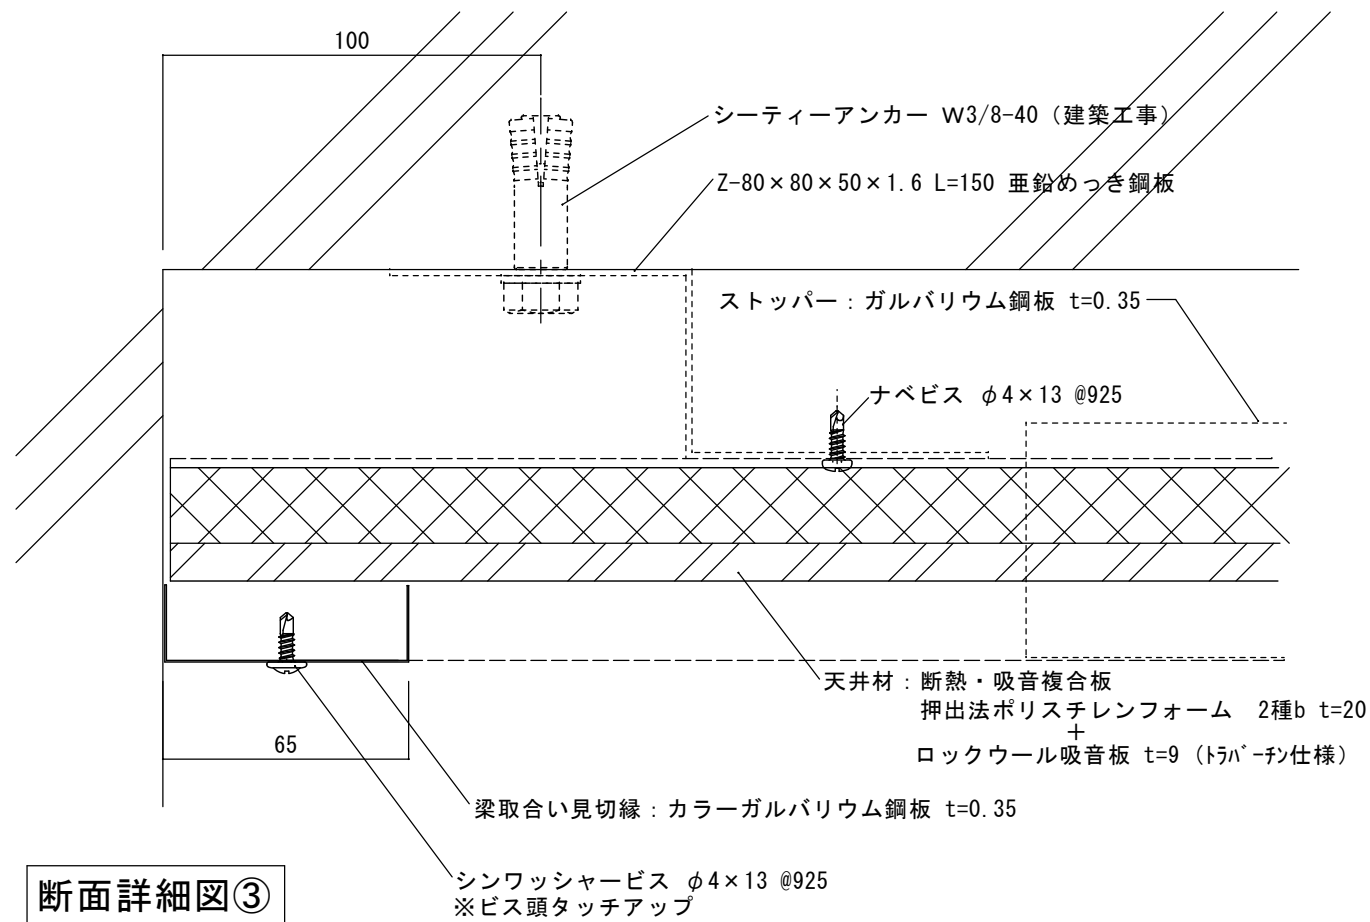 100
シーティーアンカー W3/8-40（建築工事）
Z-80×80×50×1.6 L=150 亜鉛めっき鋼板
ストッパー：ガルバリウム鋼板 t=0.35
ナベビス φ4×13 @925
天井材：断熱・吸音複合板
押出法ポリスチレンフォーム 2種b t=20
＋
ロックウール吸音板 t=9（ﾄﾗﾊﾞｰﾁﾝ仕様）
65
梁取合い見切縁：カラーガルバリウム鋼板 t=0.35
シンワッシャービス φ4×13 @925
※ビス頭タッチアップ
断面詳細図③